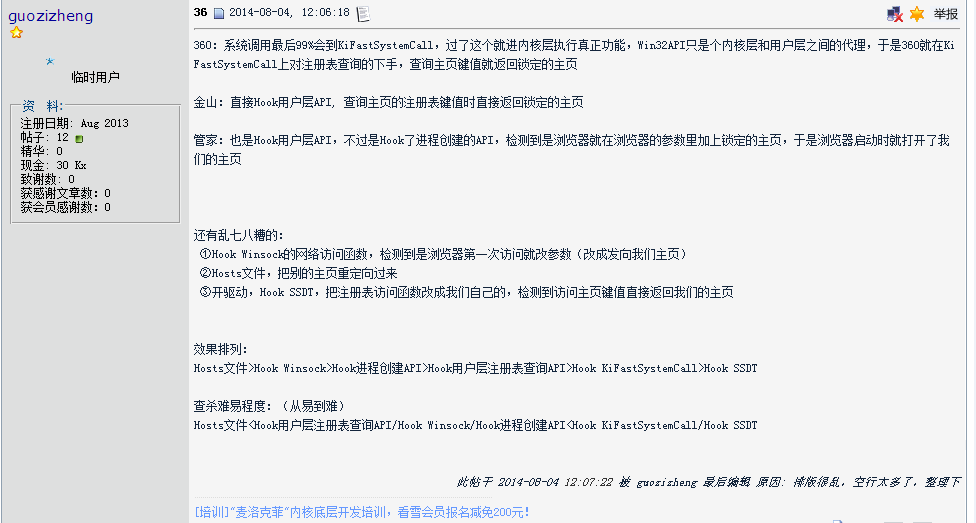 guozizheng
临时用户
资 料:
注册日期: Aug 2013
帖子: 12
精华: 0
现金: 30 Kx
致谢数: 0
获感谢文章数: 0
获会员感谢数: 0
36 2014-08-04, 12:06:18 举报
360：系统调用最后99%会到KiFastSystemCall，过了这个就进内核层执行真正功能，Win32API只是个内核层和用户层之间的代理，于是360就在Ki
FastSystemCall上对注册表查询的下手，查询主页键值就返回锁定的主页
金山：直接Hook用户层API, 查询主页的注册表键值时直接返回锁定的主页
管家：也是Hook用户层API，不过是Hook了进程创建的API，检测到是浏览器就在浏览器的参数里加上锁定的主页，于是浏览器启动时就打开了我
们的主页
还有乱七八糟的：
①Hook Winsock的网络访问函数，检测到是浏览器第一次访问就改参数（改成发向我们主页）
②Hosts文件，把别的主页重定向过来
③开驱动，Hook SSDT，把注册表访问函数改成我们自己的，检测到访问主页键值直接返回我们的主页
效果排列：
Hosts文件>Hook Winsock>Hook进程创建API>Hook用户层注册表查询API>Hook KiFastSystemCall>Hook SSDT
查杀难易程度：（从易到难）
Hosts文件<Hook用户层注册表查询API/Hook Winsock/Hook进程创建API<Hook KiFastSystemCall/Hook SSDT
此帖于 2014-08-04 12:07:22 被 guozizheng 最后编辑 原因: 排版很乱，空行太多了，整理下
[培训]“麦洛克菲”内核底层开发培训，看雪会员报名减免200元！